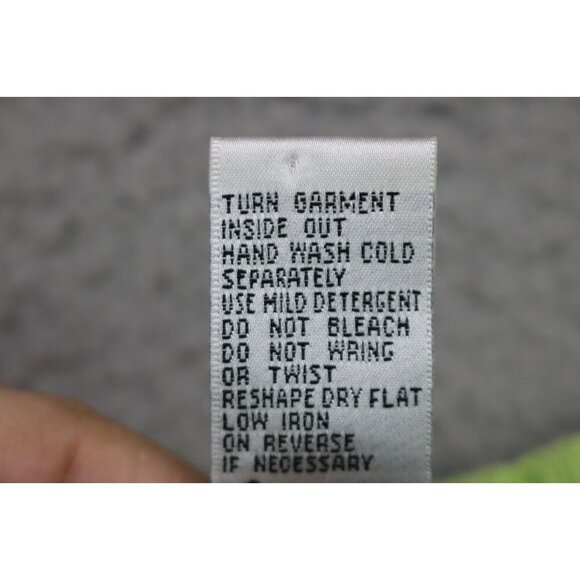 TURN GARMENT
INSIDE OUT
HAND WASH COLD
SEPARATELY
USE MILD DETERGENT
DO NOT BLEACH
DO NOT WRING
OR TWIST
RESHAPE DRY FLAT
LOW IRON
ON REVERSE
IF NECESSARY